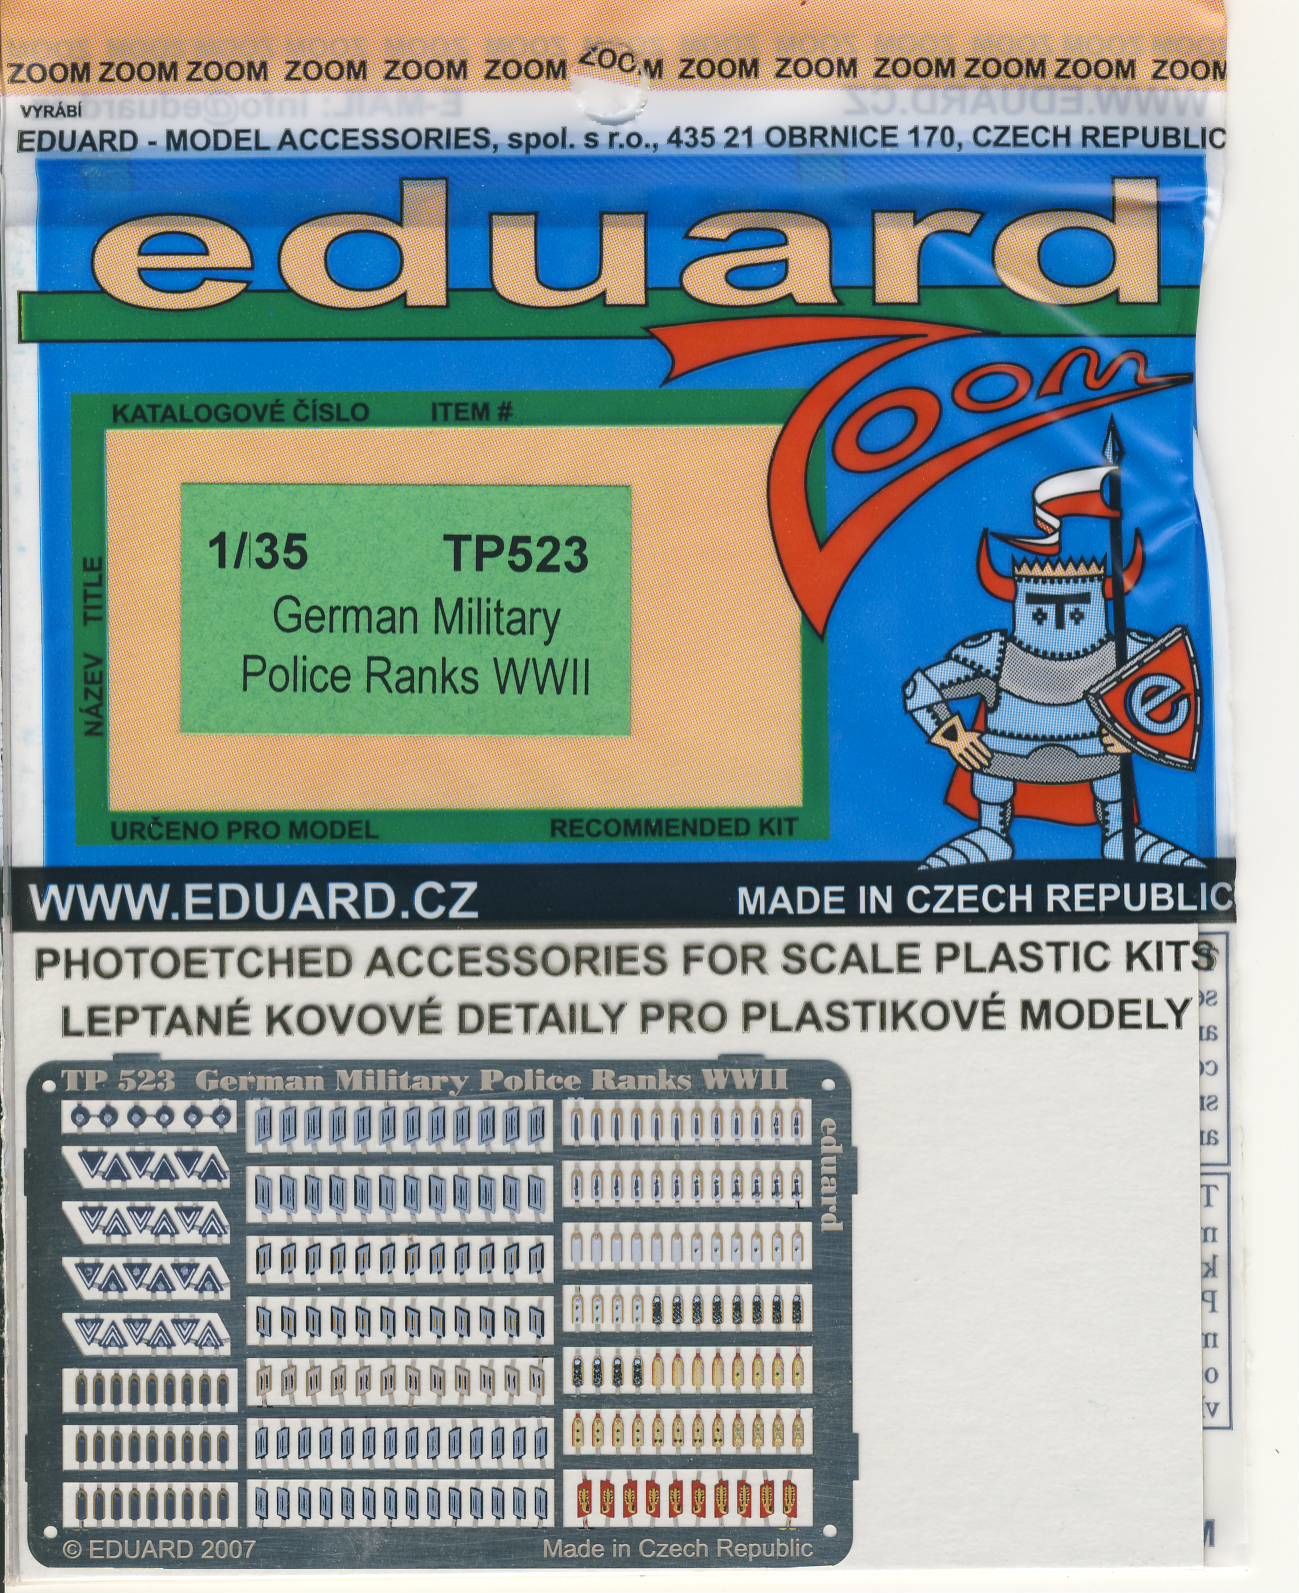 ZOOM ZOOM ZOOM ZOOM ZOOM ZOOM ZOOM ZOOM ZOOM ZOOM ZOOM ZOOM ZOOM
VYRÁBÍ
EDUARD - MODEL ACCESSORIES, spol. s r.o., 435 21 OBRNICE 170, CZECH REPUBLIC
eduard
Zoom
KATALOGOVÉ ČÍSLO ITEM #
NÁZEV TITLE
1/35 TP523
German Military
Police Ranks WWII
e
URČENO PRO MODEL RECOMMENDED KIT
WWW.EDUARD.CZ MADE IN CZECH REPUBLIC
PHOTOETCHED ACCESSORIES FOR SCALE PLASTIC KITS
LEPTANÉ KOVOVÉ DETAILY PRO PLASTIKOVÉ MODELY
TP 523 German Military Police Ranks WWII
eduard
© EDUARD 2007 Made in Czech Republic